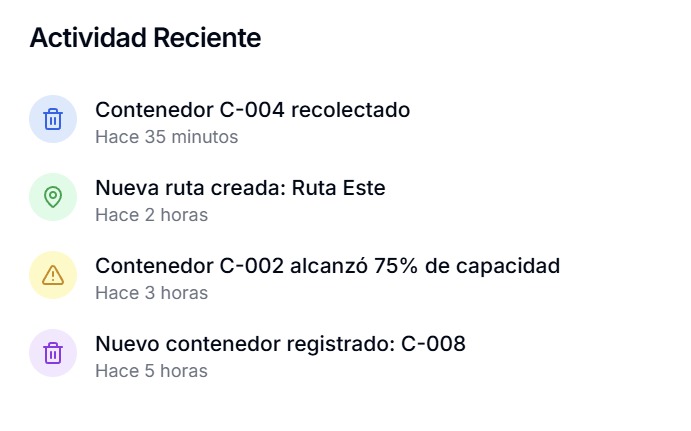 Actividad Reciente
Contenedor C-004 recolectado
Hace 35 minutos
Nueva ruta creada: Ruta Este
Hace 2 horas
Contenedor C-002 alcanzó 75% de capacidad
Hace 3 horas
Nuevo contenedor registrado: C-008
Hace 5 horas